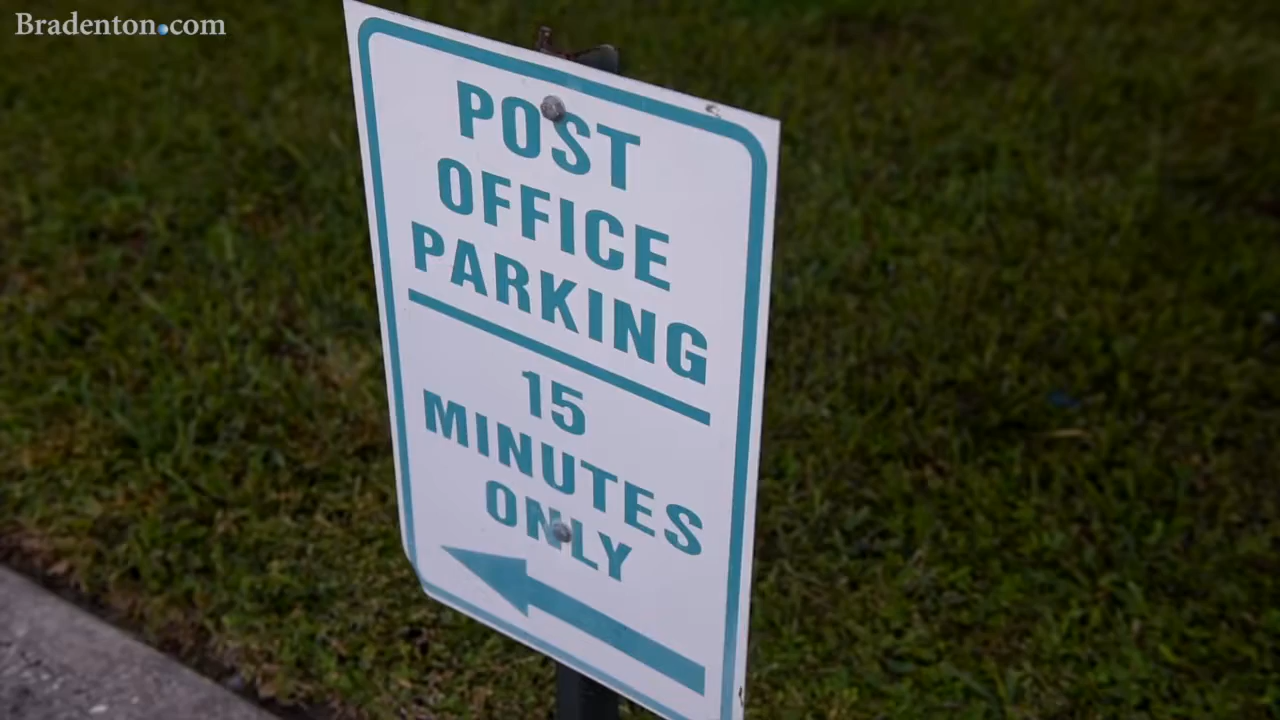 Bradenton.com
POST
OFFICE
PARKING
15
MINUTES
ONLY